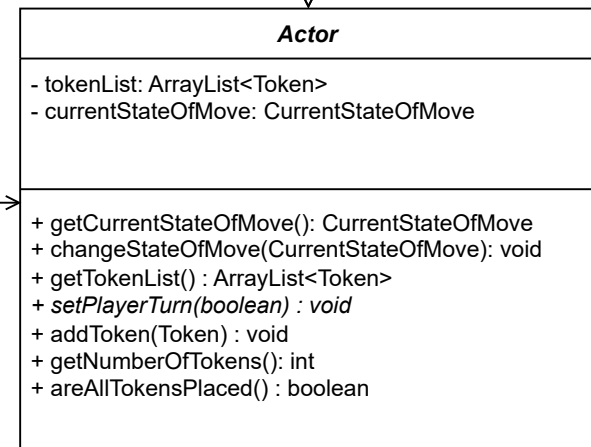 Actor
- tokenList: ArrayList<Token>
- currentStateOfMove: CurrentStateOfMove
+ getCurrentStateOfMove(): CurrentStateOfMove
+ changeStateOfMove(CurrentStateOfMove): void
+ getTokenList() : ArrayList<Token>
+ setPlayerTurn(boolean) : void
+ addToken(Token) : void
+ getNumberOfTokens(): int
+ areAllTokensPlaced() : boolean